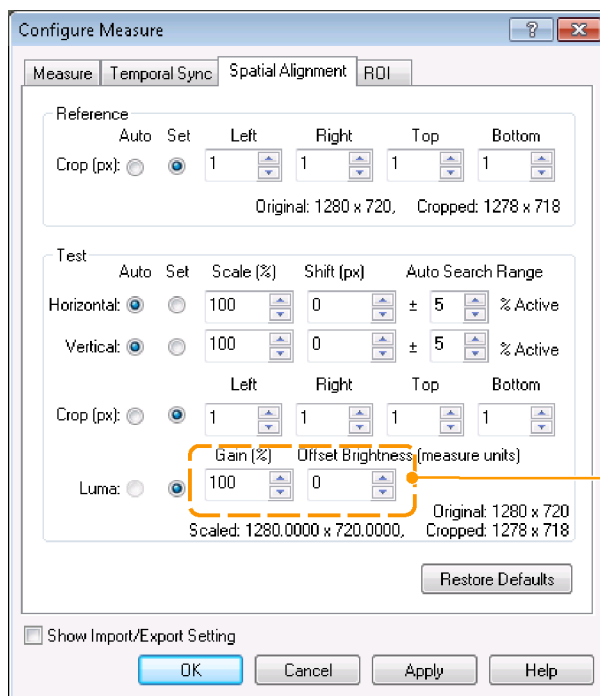 Configure Measure
Measure Temporal Sync Spatial Alignment ROI
Reference
Auto Set Left Right Top Bottom
Crop (px): 1 1 1 1
Original: 1280 x 720, Cropped: 1278 x 718
Test
Auto Set Scale (%) Shift (px) Auto Search Range
Horizontal: 100 0 ± 5 % Active
Vertical: 100 0 ± 5 % Active
Left Right Top Bottom
Crop (px): 1 1 1 1
Gain (%) Offset Brightness (measure units)
Luma: 100 0
Original: 1280 x 720
Scaled: 1280.0000 x 720.0000, Cropped: 1278 x 718
Restore Defaults
Show Import/Export Setting
OK Cancel Apply Help